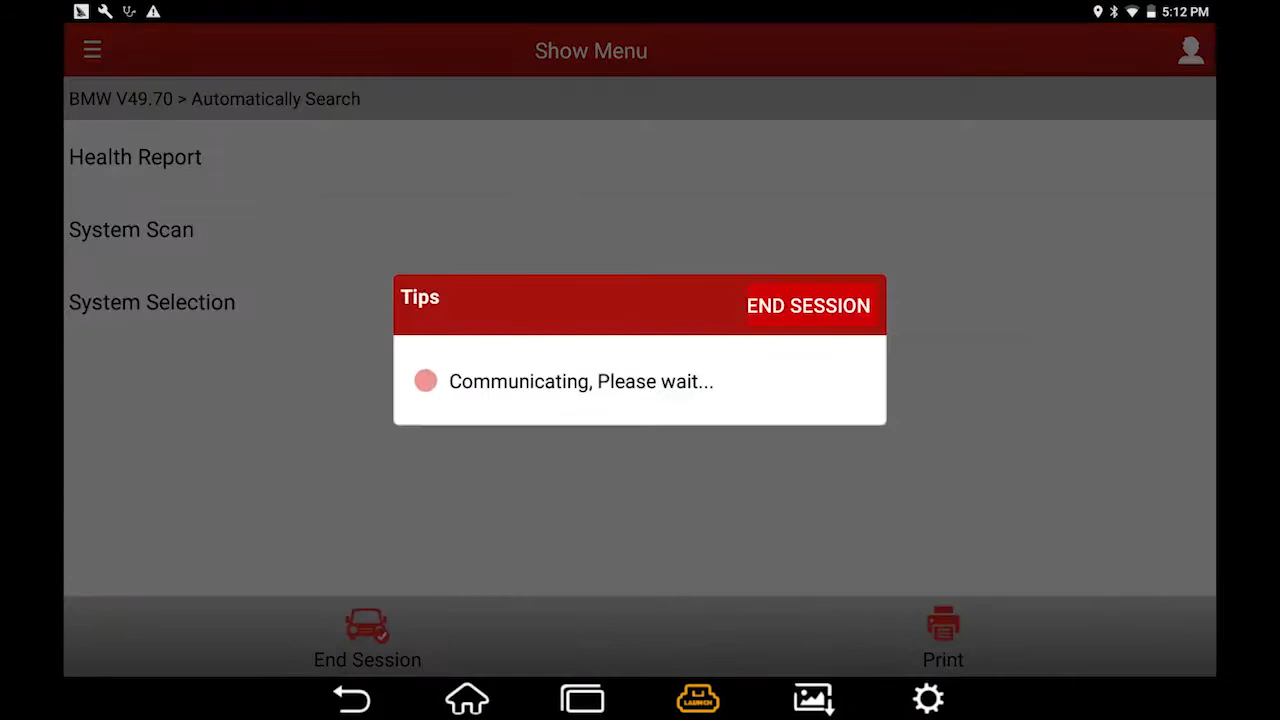 5:12 PM
Show Menu
BMW V49.70 > Automatically Search
Health Report
System Scan
System Selection
Tips
END SESSION
Communicating, Please wait...
End Session
Print
LAUNCH